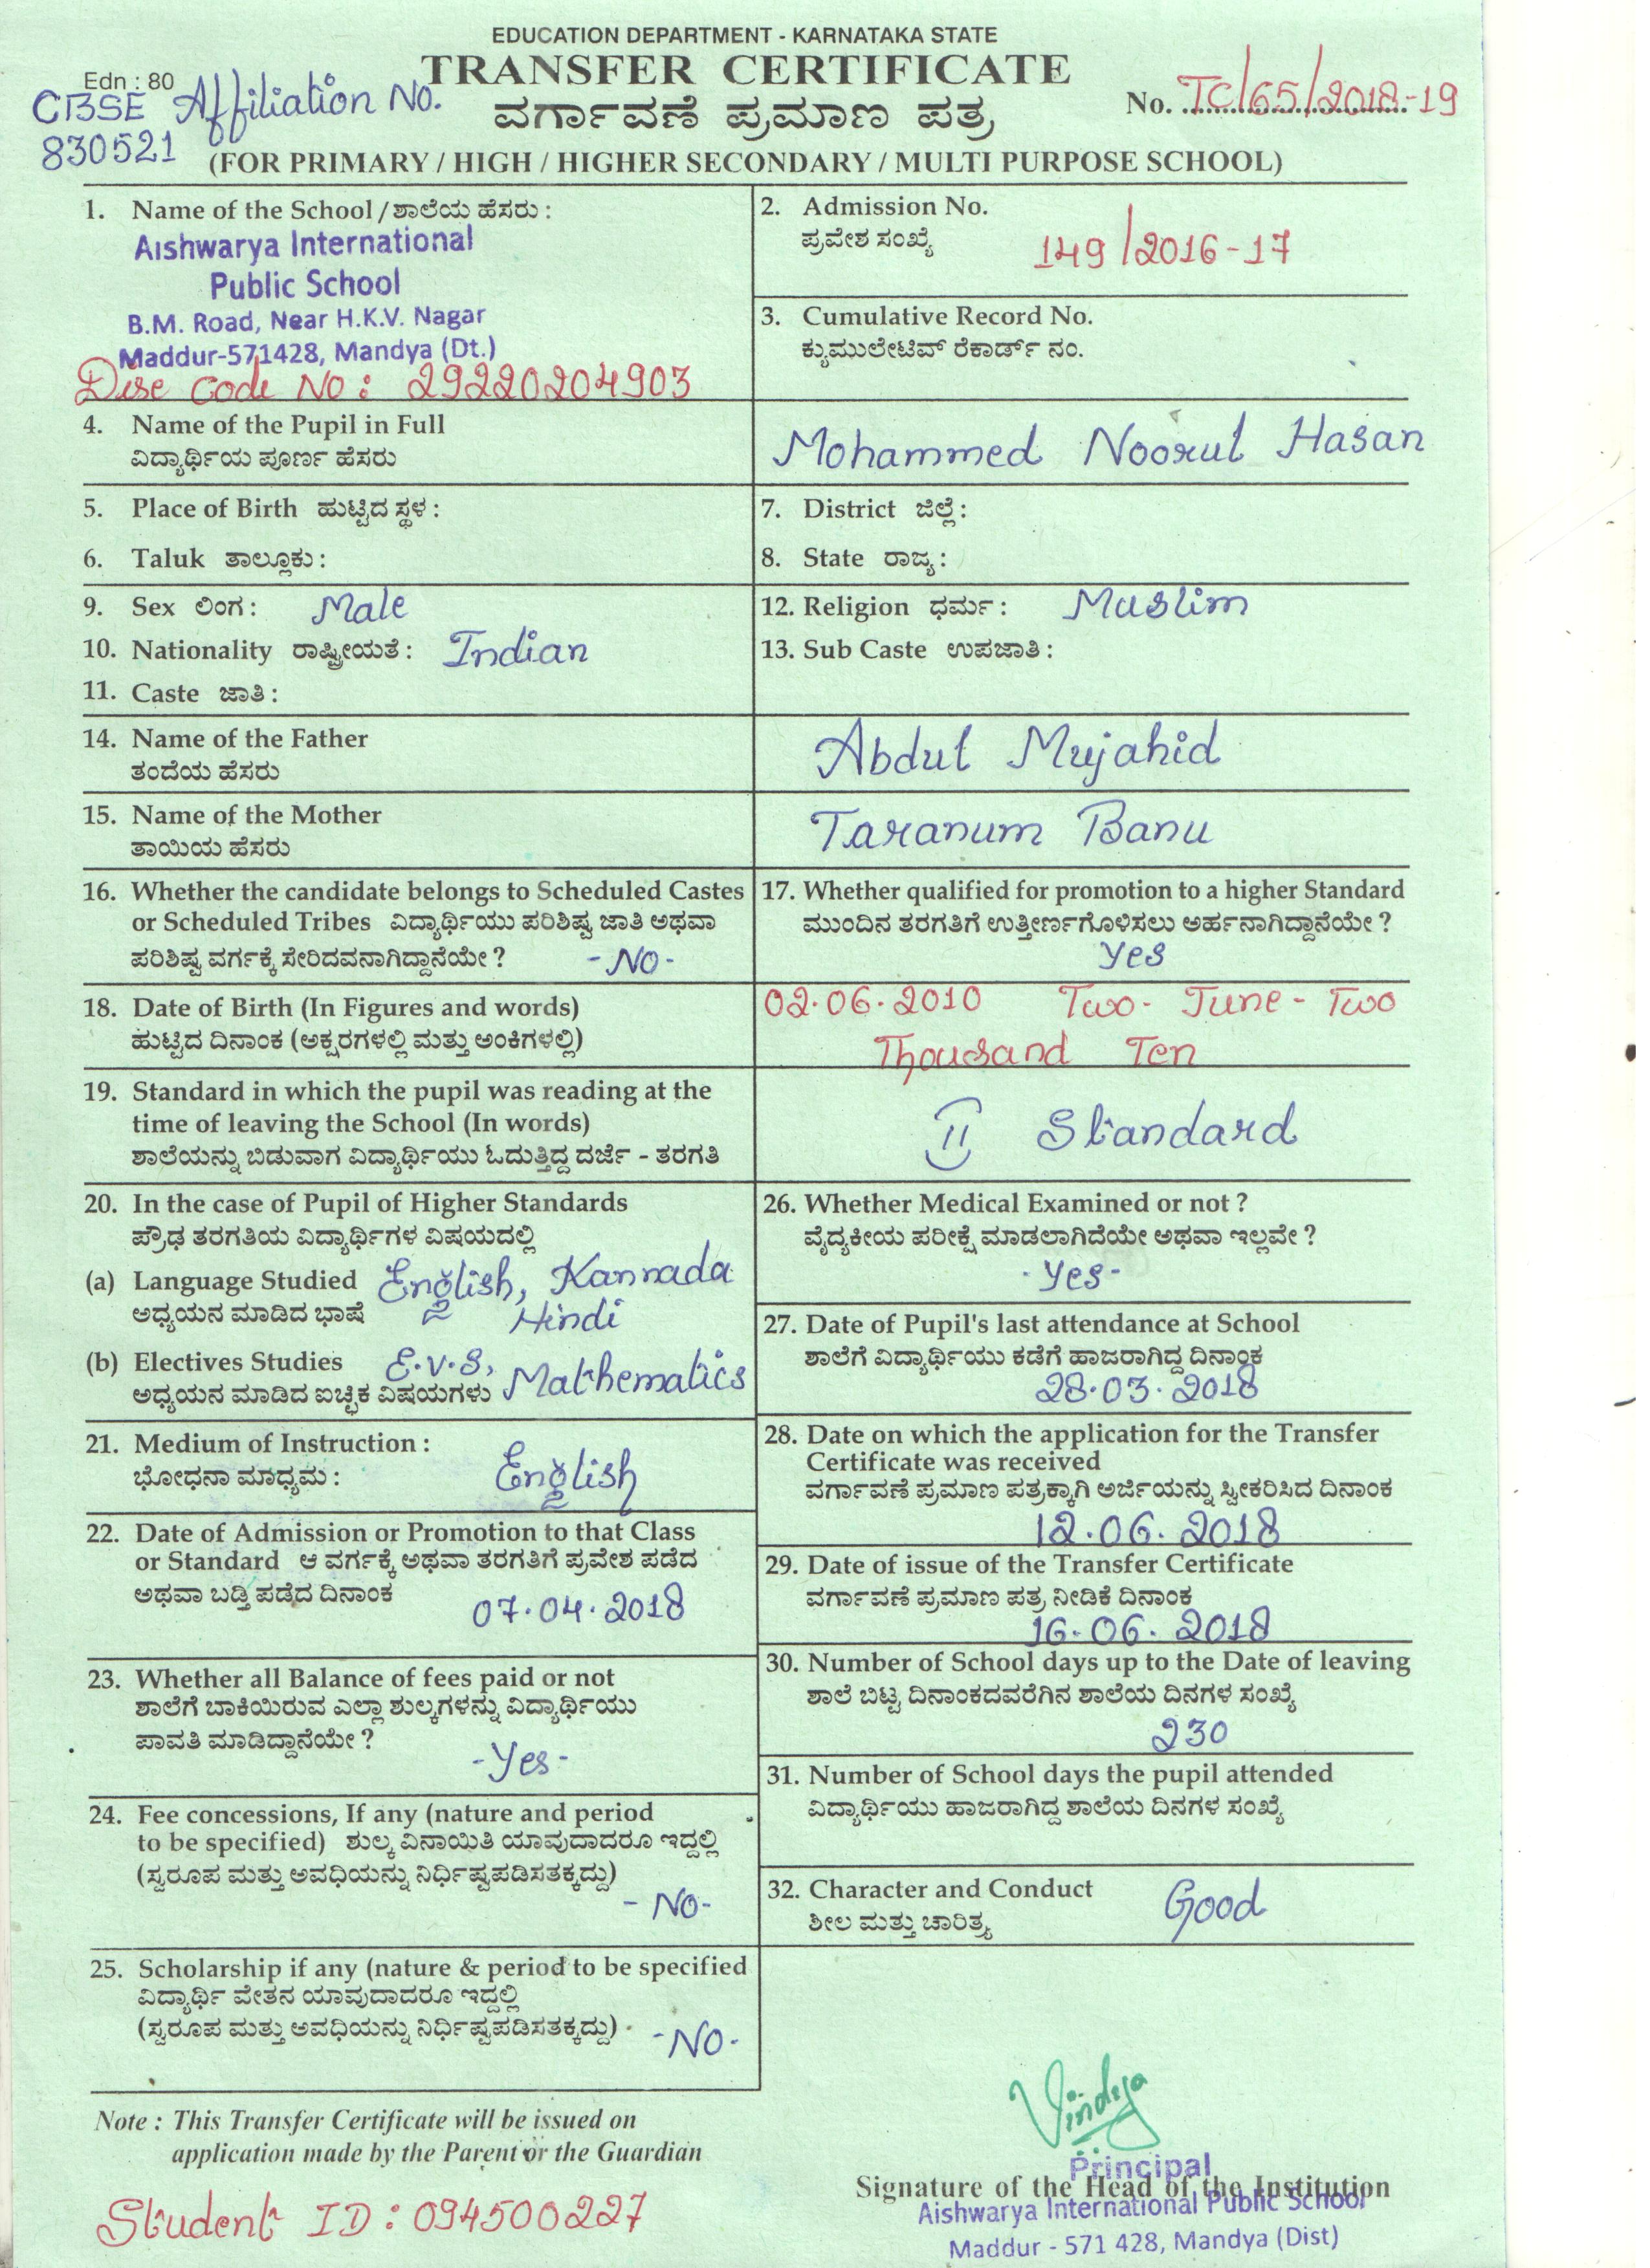 EDUCATION DEPARTMENT - KARNATAKA STATE
Edn : 80
TRANSFER CERTIFICATE
CBSE Affiliation No.
830521
No. TC/65/2018-19
ವರ್ಗಾವಣೆ ಪ್ರಮಾಣ ಪತ್ರ
(FOR PRIMARY / HIGH / HIGHER SECONDARY / MULTI PURPOSE SCHOOL)
1. Name of the School / ಶಾಲೆಯ ಹೆಸರು :
Aishwarya International
Public School
B.M. Road, Near H.K.V. Nagar
Maddur-571428, Mandya (Dt.)
Dise Code No : 29220204903
2. Admission No.
ಪ್ರವೇಶ ಸಂಖ್ಯೆ
149/2016-17
3. Cumulative Record No.
ಕ್ಯುಮುಲೇಟಿವ್ ರೆಕಾರ್ಡ್ ನಂ.
4. Name of the Pupil in Full
ವಿದ್ಯಾರ್ಥಿಯ ಪೂರ್ಣ ಹೆಸರು
Mohammed Noorul Hasan
5. Place of Birth ಹುಟ್ಟಿದ ಸ್ಥಳ :
6. Taluk ತಾಲ್ಲೂಕು :
7. District ಜಿಲ್ಲೆ :
8. State ರಾಜ್ಯ :
9. Sex ಲಿಂಗ : Male
10. Nationality ರಾಷ್ಟ್ರೀಯತೆ : Indian
11. Caste ಜಾತಿ :
12. Religion ಧರ್ಮ : Muslim
13. Sub Caste ಉಪಜಾತಿ :
14. Name of the Father
ತಂದೆಯ ಹೆಸರು
Abdul Mujahid
15. Name of the Mother
ತಾಯಿಯ ಹೆಸರು
Taranum Banu
16. Whether the candidate belongs to Scheduled Castes
or Scheduled Tribes ವಿದ್ಯಾರ್ಥಿಯು ಪರಿಶಿಷ್ಟ ಜಾತಿ ಅಥವಾ
ಪರಿಶಿಷ್ಟ ವರ್ಗಕ್ಕೆ ಸೇರಿದವನಾಗಿದ್ದಾನೆಯೇ ? - No -
17. Whether qualified for promotion to a higher Standard
ಮುಂದಿನ ತರಗತಿಗೆ ಉತ್ತೀರ್ಣಗೊಳಿಸಲು ಅರ್ಹನಾಗಿದ್ದಾನೆಯೇ ?
Yes
18. Date of Birth (In Figures and words)
ಹುಟ್ಟಿದ ದಿನಾಂಕ (ಅಕ್ಷರಗಳಲ್ಲಿ ಮತ್ತು ಅಂಕಿಗಳಲ್ಲಿ)
02.06.2010 Two - June - Two
Thousand Ten
19. Standard in which the pupil was reading at the
time of leaving the School (In words)
ಶಾಲೆಯನ್ನು ಬಿಡುವಾಗ ವಿದ್ಯಾರ್ಥಿಯು ಓದುತ್ತಿದ್ದ ದರ್ಜೆ - ತರಗತಿ
II Standard
20. In the case of Pupil of Higher Standards
ಪ್ರೌಢ ತರಗತಿಯ ವಿದ್ಯಾರ್ಥಿಗಳ ವಿಷಯದಲ್ಲಿ
(a) Language Studied English, Kannada
ಅಧ್ಯಯನ ಮಾಡಿದ ಭಾಷೆ Hindi
(b) Electives Studies E.V.S,
ಅಧ್ಯಯನ ಮಾಡಿದ ಐಚ್ಛಿಕ ವಿಷಯಗಳು Mathematics
21. Medium of Instruction :
ಭೋಧನಾ ಮಾಧ್ಯಮ : English
22. Date of Admission or Promotion to that Class
or Standard ಆ ವರ್ಗಕ್ಕೆ ಅಥವಾ ತರಗತಿಗೆ ಪ್ರವೇಶ ಪಡೆದ
ಅಥವಾ ಬಡ್ತಿ ಪಡೆದ ದಿನಾಂಕ
07.04.2018
23. Whether all Balance of fees paid or not
ಶಾಲೆಗೆ ಬಾಕಿಯಿರುವ ಎಲ್ಲಾ ಶುಲ್ಕಗಳನ್ನು ವಿದ್ಯಾರ್ಥಿಯು
ಪಾವತಿ ಮಾಡಿದ್ದಾನೆಯೇ ?
- Yes -
24. Fee concessions, If any (nature and period
to be specified) ಶುಲ್ಕ ವಿನಾಯಿತಿ ಯಾವುದಾದರೂ ಇದ್ದಲ್ಲಿ
(ಸ್ವರೂಪ ಮತ್ತು ಅವಧಿಯನ್ನು ನಿರ್ಧಿಷ್ಟಪಡಿಸತಕ್ಕದ್ದು)
- No -
25. Scholarship if any (nature & period to be specified
ವಿದ್ಯಾರ್ಥಿ ವೇತನ ಯಾವುದಾದರೂ ಇದ್ದಲ್ಲಿ
(ಸ್ವರೂಪ ಮತ್ತು ಅವಧಿಯನ್ನು ನಿರ್ಧಿಷ್ಟಪಡಿಸತಕ್ಕದ್ದು) - No -
26. Whether Medical Examined or not ?
ವೈದ್ಯಕೀಯ ಪರೀಕ್ಷೆ ಮಾಡಲಾಗಿದೆಯೇ ಅಥವಾ ಇಲ್ಲವೇ ?
- Yes -
27. Date of Pupil's last attendance at School
ಶಾಲೆಗೆ ವಿದ್ಯಾರ್ಥಿಯು ಕಡೆಗೆ ಹಾಜರಾಗಿದ್ದ ದಿನಾಂಕ
28.03.2018
28. Date on which the application for the Transfer
Certificate was received
ವರ್ಗಾವಣೆ ಪ್ರಮಾಣ ಪತ್ರಕ್ಕಾಗಿ ಅರ್ಜಿಯನ್ನು ಸ್ವೀಕರಿಸಿದ ದಿನಾಂಕ
12.06.2018
29. Date of issue of the Transfer Certificate
ವರ್ಗಾವಣೆ ಪ್ರಮಾಣ ಪತ್ರ ನೀಡಿಕೆ ದಿನಾಂಕ
16.06.2018
30. Number of School days up to the Date of leaving
ಶಾಲೆ ಬಿಟ್ಟ ದಿನಾಂಕದವರೆಗಿನ ಶಾಲೆಯ ದಿನಗಳ ಸಂಖ್ಯೆ
230
31. Number of School days the pupil attended
ವಿದ್ಯಾರ್ಥಿಯು ಹಾಜರಾಗಿದ್ದ ಶಾಲೆಯ ದಿನಗಳ ಸಂಖ್ಯೆ
32. Character and Conduct Good
ಶೀಲ ಮತ್ತು ಚಾರಿತ್ರ್ಯ
Note : This Transfer Certificate will be issued on
application made by the Parent or the Guardian
Student ID : 094500227
Vindya
Principal
Signature of the Head of the Institution
Aishwarya International Public School
Maddur - 571 428, Mandya (Dist)